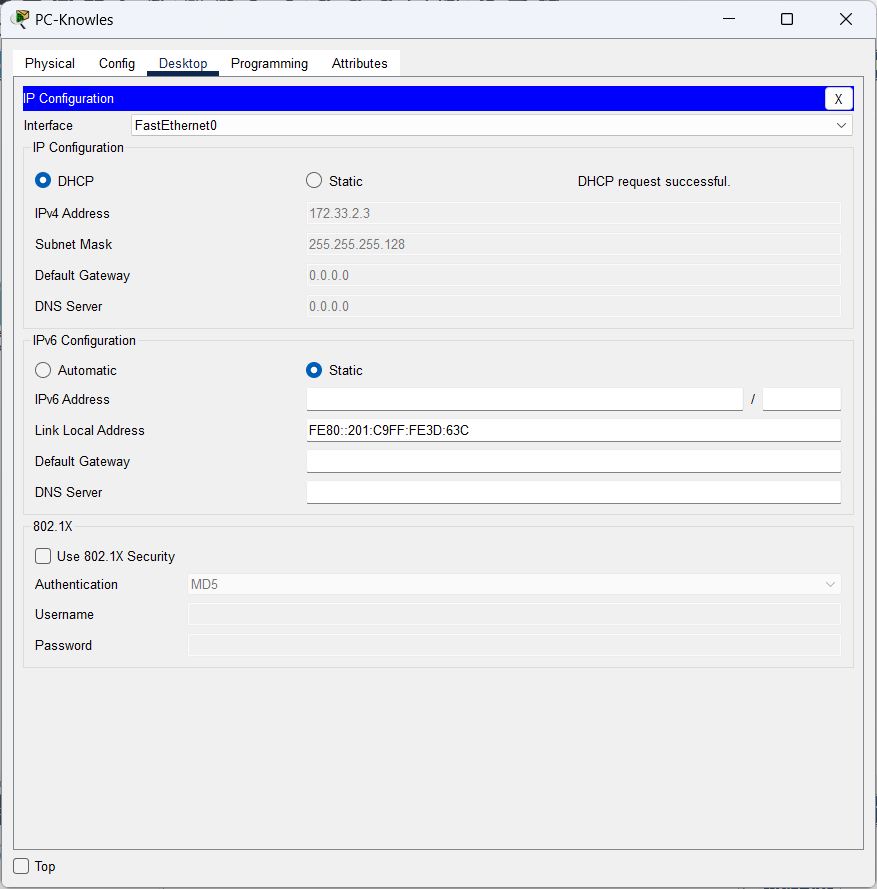 PC-Knowles
Physical Config Desktop Programming Attributes
IP Configuration X
Interface FastEthernet0
IP Configuration
DHCP Static DHCP request successful.
IPv4 Address 172.33.2.3
Subnet Mask 255.255.255.128
Default Gateway 0.0.0.0
DNS Server 0.0.0.0
IPv6 Configuration
Automatic Static
IPv6 Address /
Link Local Address FE80::201:C9FF:FE3D:63C
Default Gateway
DNS Server
802.1X
Use 802.1X Security
Authentication MD5
Username
Password
Top